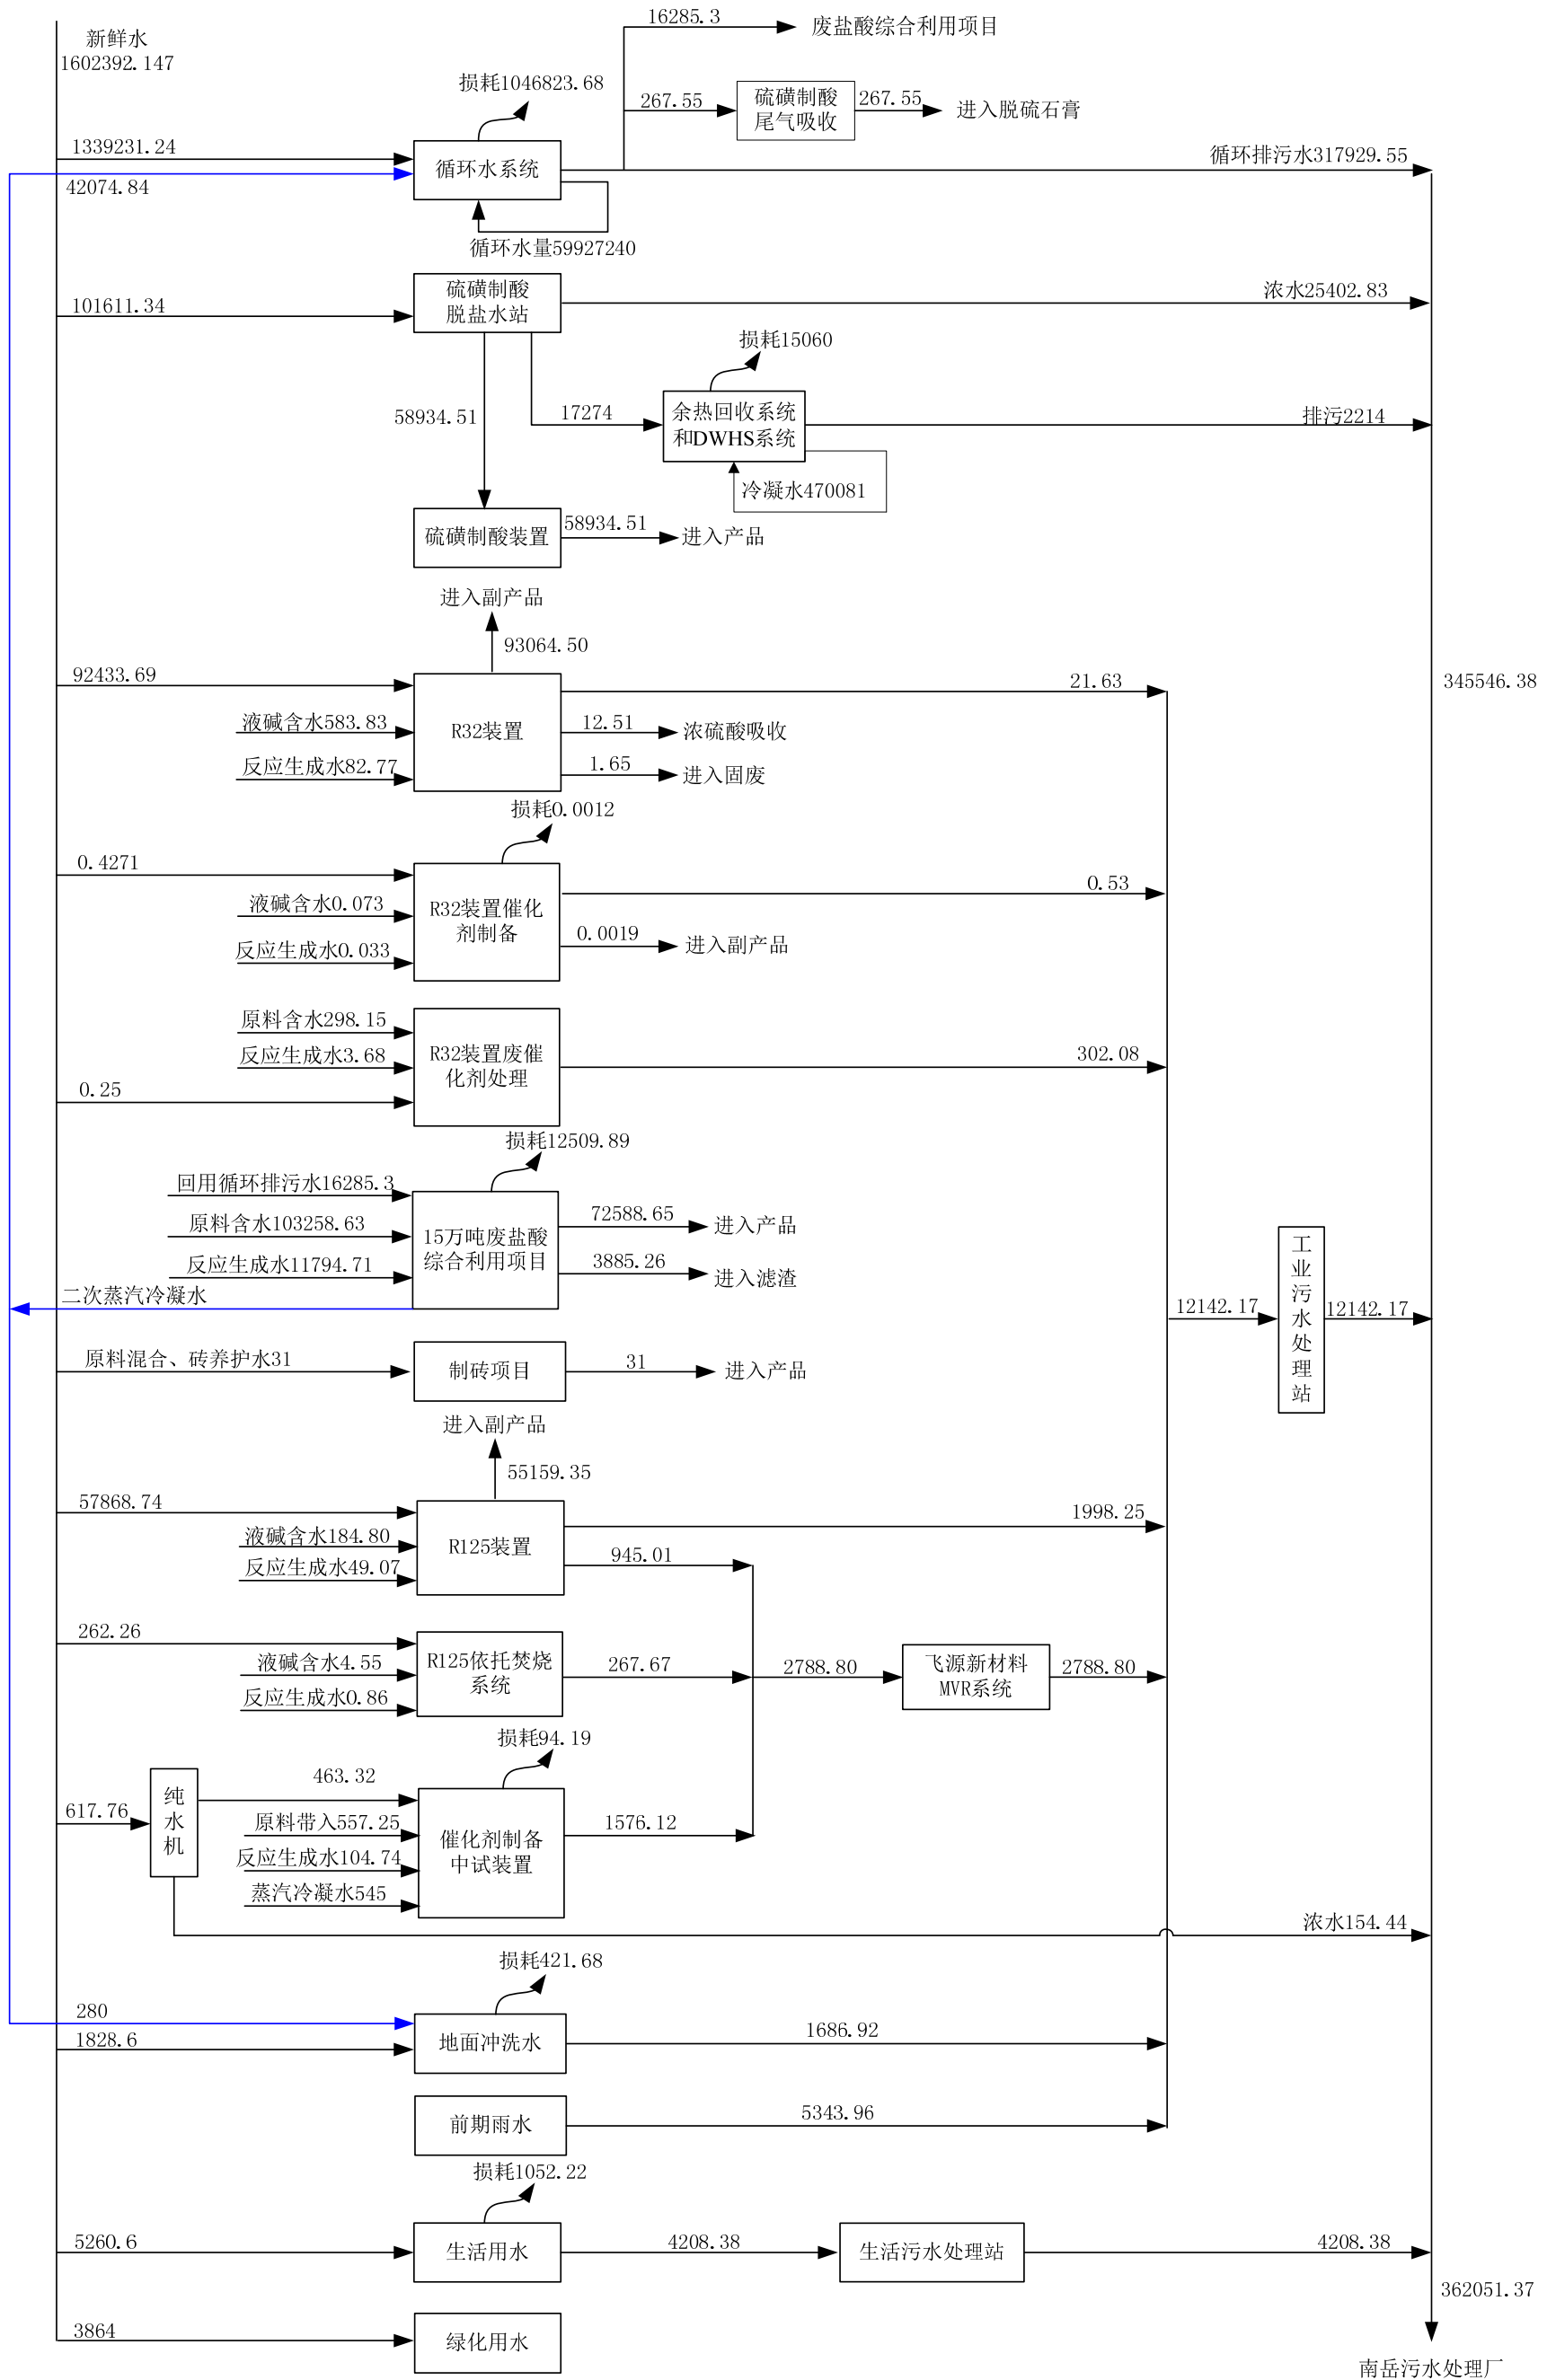 新鲜水
1602392.147
16285.3
废盐酸综合利用项目
损耗1046823.68
267.55
硫磺制酸
尾气吸收
267.55
进入脱硫石膏
1339231.24
42074.84
循环水系统
循环排污水317929.55
循环水量59927240
101611.34
硫磺制酸
脱盐水站
浓水25402.83
损耗15060
58934.51
17274
余热回收系统
和DWHS系统
排污2214
冷凝水470081
硫磺制酸装置
58934.51
进入产品
进入副产品
93064.50
92433.69
液碱含水583.83
反应生成水82.77
R32装置
21.63
12.51
浓硫酸吸收
1.65
进入固废
345546.38
损耗0.0012
0.4271
液碱含水0.073
反应生成水0.033
R32装置催化
剂制备
0.53
0.0019
进入副产品
原料含水298.15
反应生成水3.68
0.25
R32装置废催
化剂处理
302.08
损耗12509.89
回用循环排污水16285.3
原料含水103258.63
反应生成水11794.71
二次蒸汽冷凝水
15万吨废盐酸
综合利用项目
72588.65
进入产品
3885.26
进入滤渣
12142.17
工
业
污
水
处
理
站
12142.17
原料混合、砖养护水31
制砖项目
31
进入产品
进入副产品
55159.35
57868.74
液碱含水184.80
反应生成水49.07
R125装置
1998.25
945.01
262.26
液碱含水4.55
反应生成水0.86
R125依托焚烧
系统
267.67
2788.80
飞源新材料
MVR系统
2788.80
损耗94.19
617.76
纯
水
机
463.32
原料带入557.25
反应生成水104.74
蒸汽冷凝水545
催化剂制备
中试装置
1576.12
浓水154.44
损耗421.68
280
1828.6
地面冲洗水
1686.92
前期雨水
5343.96
损耗1052.22
5260.6
生活用水
4208.38
生活污水处理站
4208.38
362051.37
3864
绿化用水
南岳污水处理厂